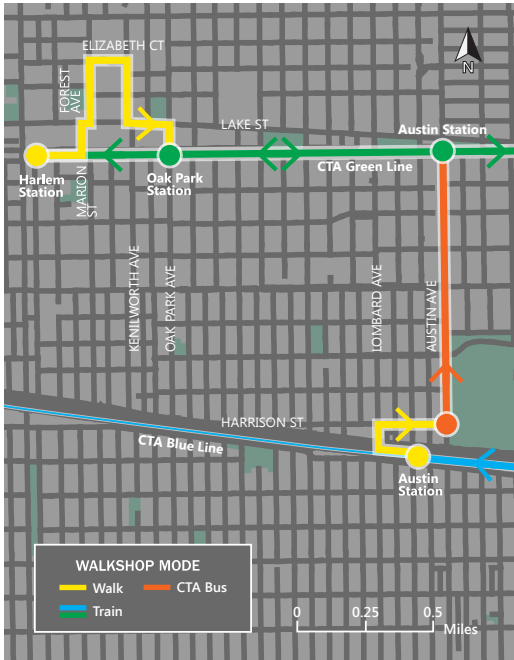 ELIZABETH CT
FOREST
AVE
N
LAKE ST
Austin Station
CTA Green Line
Harlem
Station
MARION
ST
Oak Park
Station
KENILWORTH AVE
OAK PARK AVE
LOMBARD AVE
AUSTIN AVE
HARRISON ST
CTA Blue Line
Austin
Station
WALKSHOP MODE
Walk
CTA Bus
Train
0 0.25 0.5
Miles